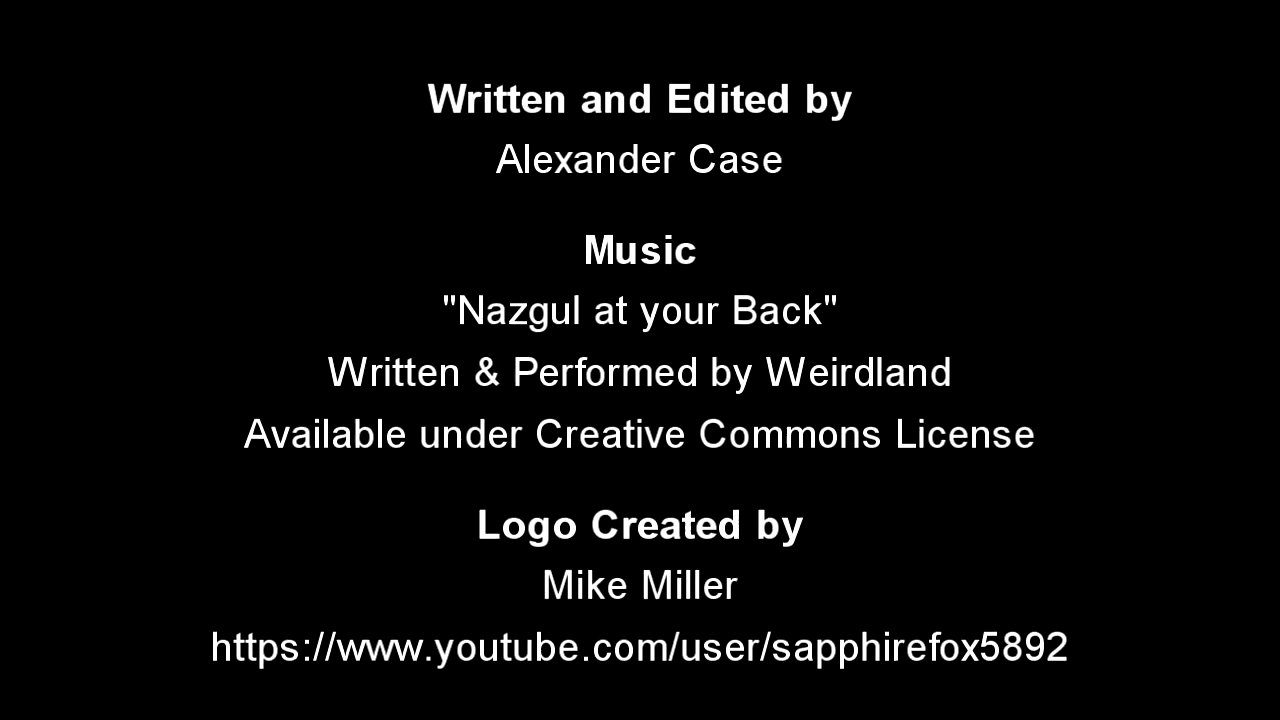 Written and Edited by
Alexander Case
Music
"Nazgul at your Back"
Written & Performed by Weirdland
Available under Creative Commons License
Logo Created by
Mike Miller
https://www.youtube.com/user/sapphirefox5892